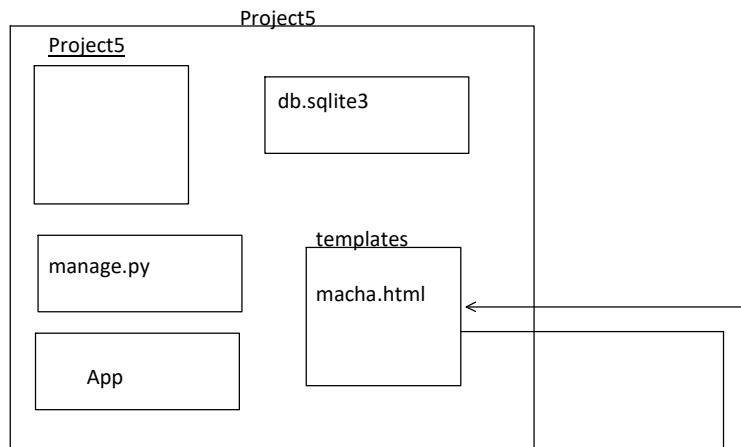 Project5
Project5
db.sqlite3
manage.py
templates
macha.html
App